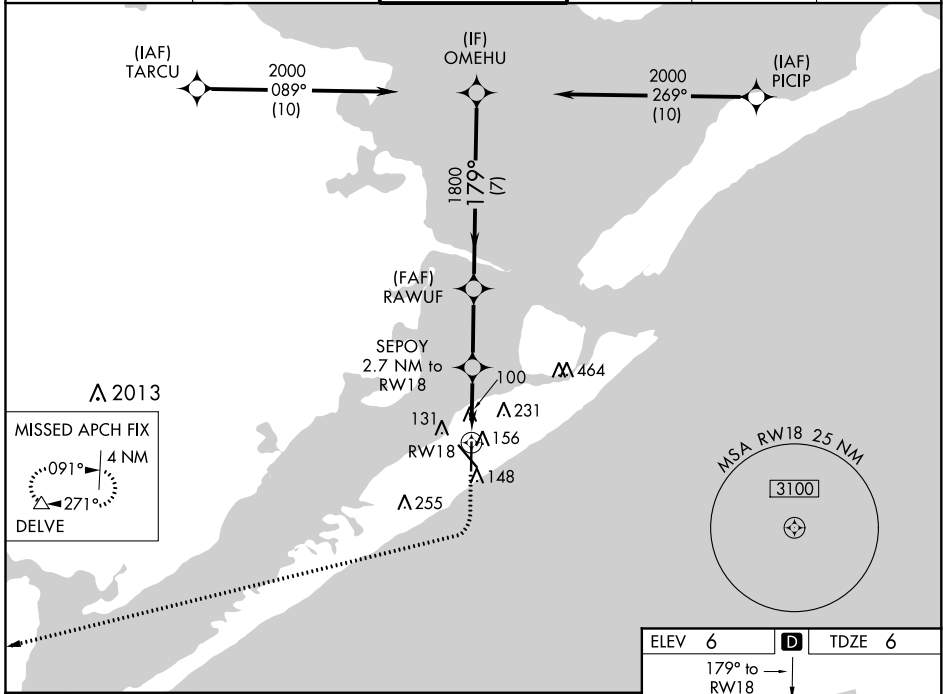 (IAF)
TARCU
2000
089°
(10)
(IF)
OMEHU
2000
269°
(10)
(IAF)
PICIP
1800
179°
(7)
(FAF)
RAWUF
SEPOY
2.7 NM to
RW18
100
464
231
131
156
RW18
148
255
2013
MISSED APCH FIX
091°
4 NM
271°
DELVE
MSA RW18 25 NM
3100
ELEV 6
D
TDZE 6
179° to
RW18